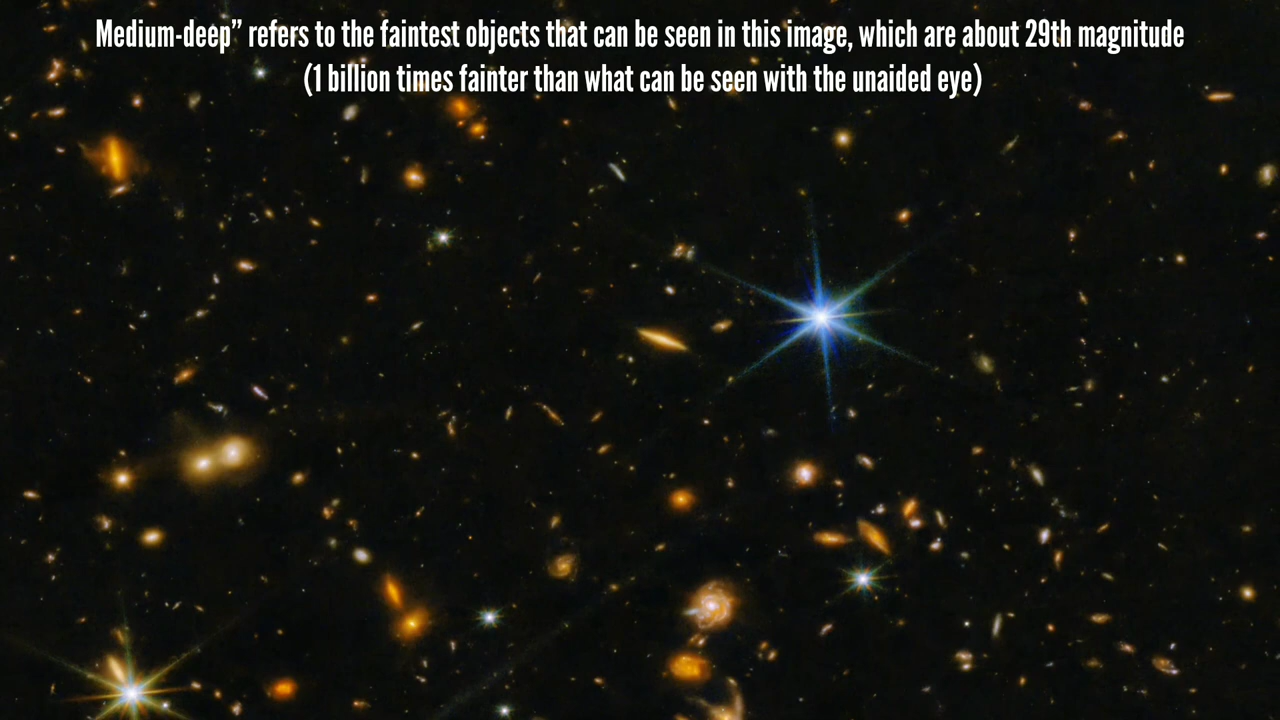 Medium-deep” refers to the faintest objects that can be seen in this image, which are about 29th magnitude
(1 billion times fainter than what can be seen with the unaided eye)